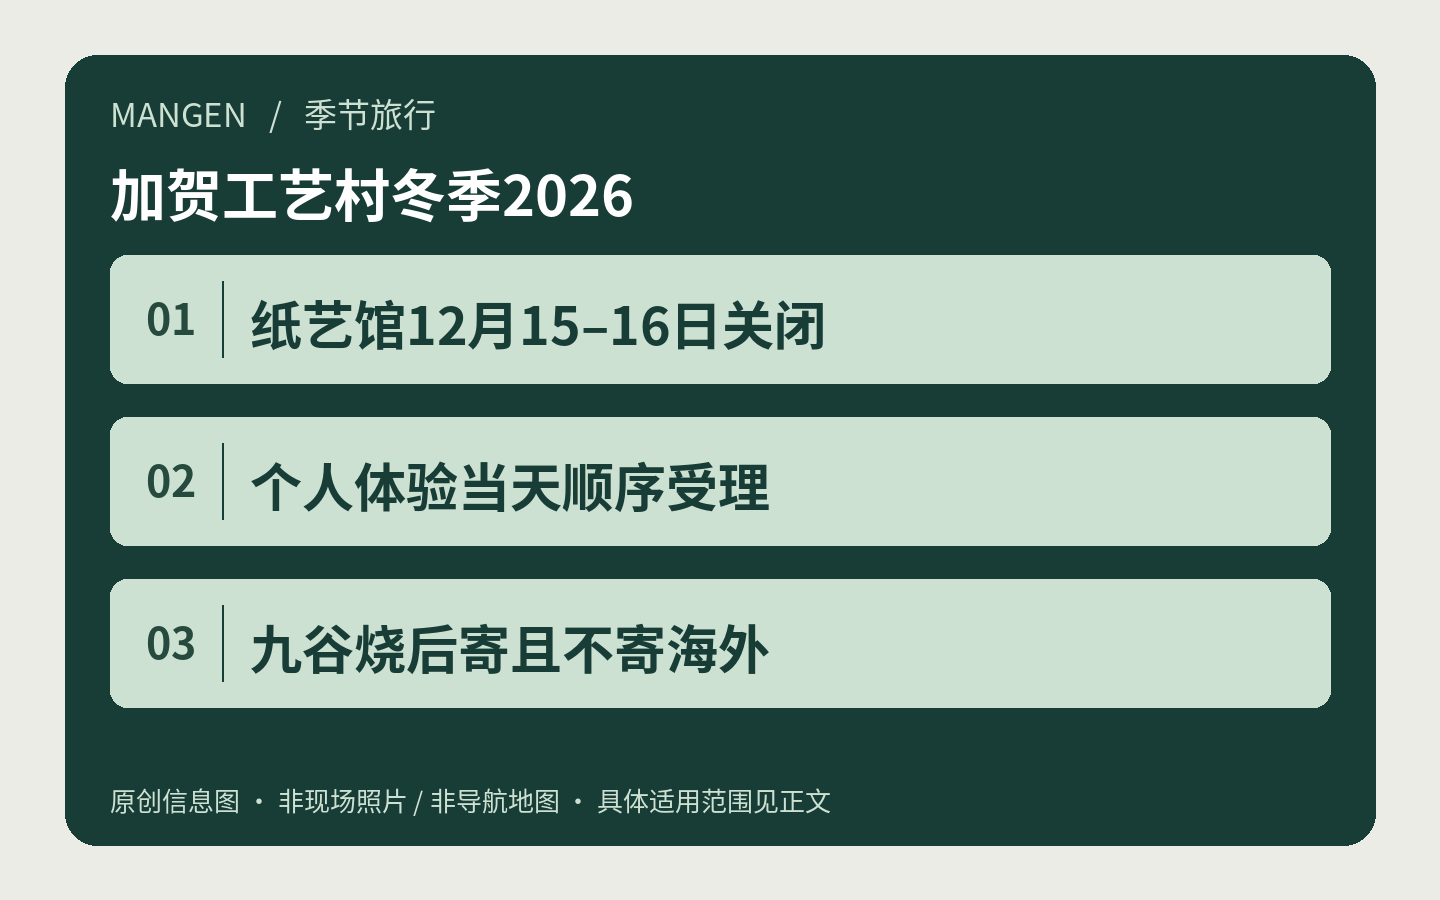 MANGEN / 季节旅行
加贺工艺村冬季2026
01 纸艺馆12月15–16日关闭
02 个人体验当天顺序受理
03 九谷烧后寄且不寄海外
原创信息图 · 非现场照片 / 非导航地图 · 具体适用范围见正文